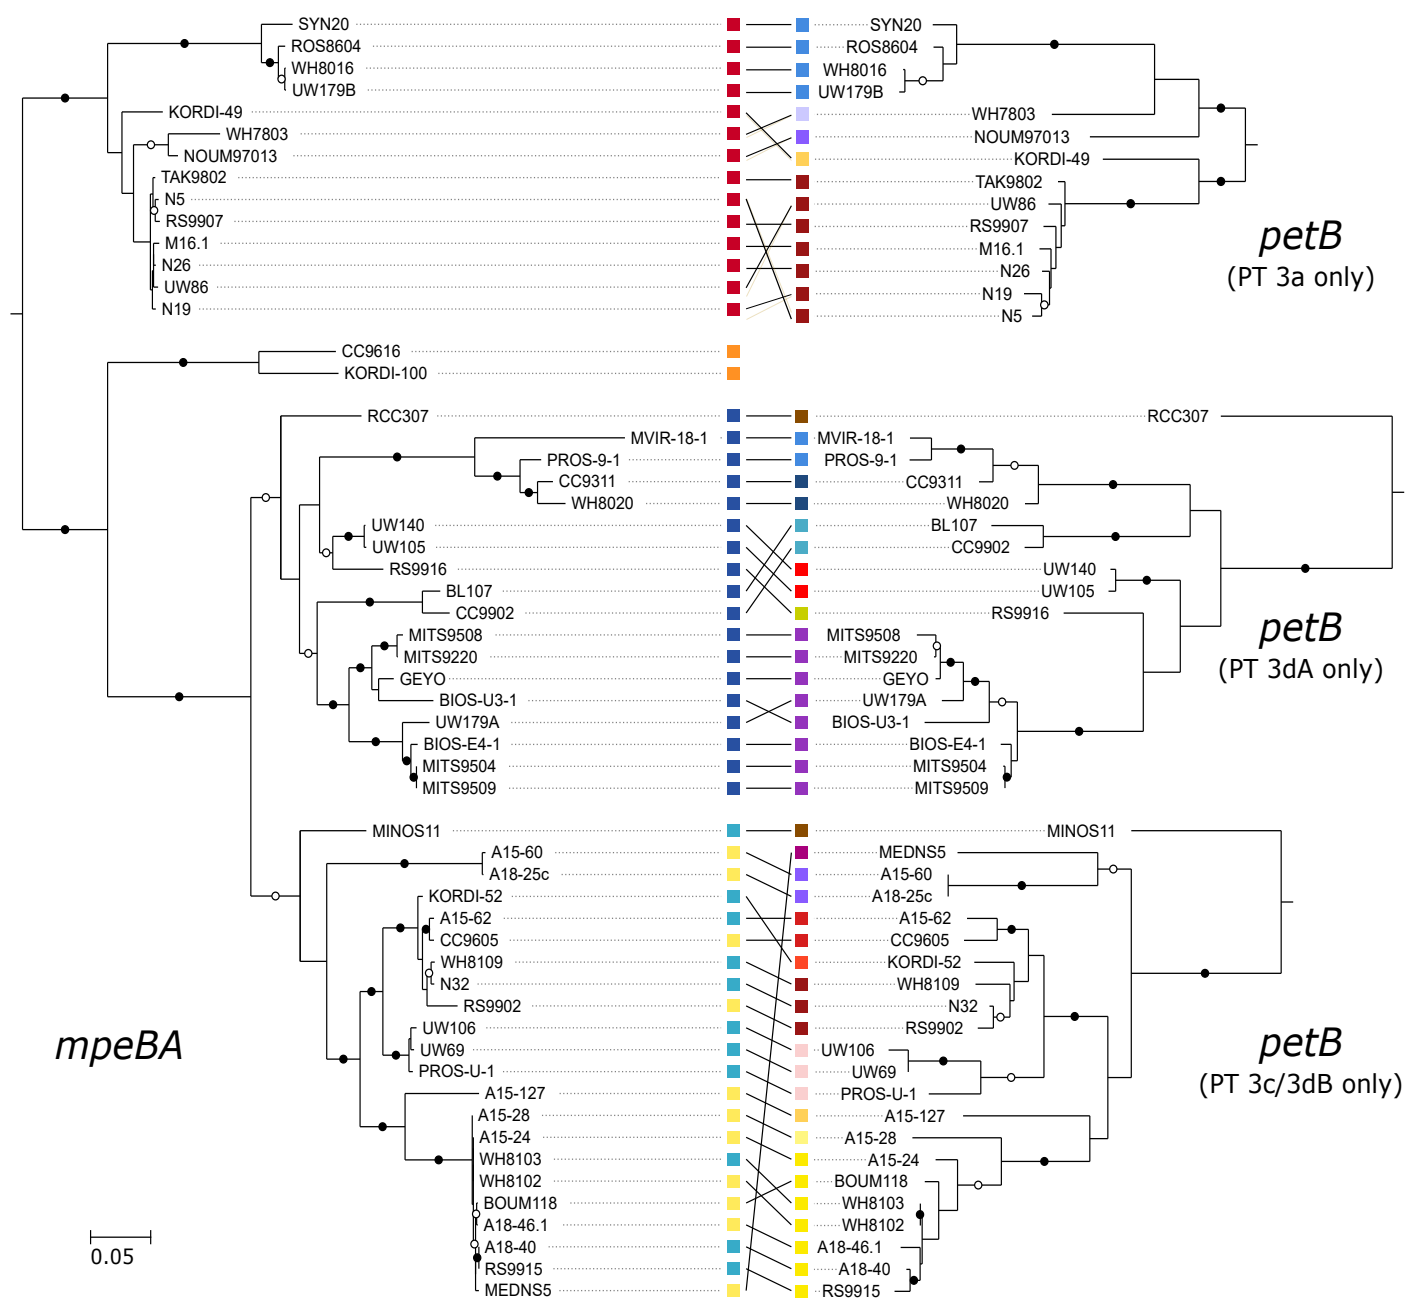 SYN20
ROS8604
WH8016
UW179B
KORDI-49
WH7803
NOUM97013
TAK9802
N5
RS9907
M16.1
N26
UW86
N19
CC9616
KORDI-100
RCC307
MVIR-18-1
PROS-9-1
CC9311
WH8020
UW140
UW105
RS9916
BL107
CC9902
MITS9508
MITS9220
GEYO
BIOS-U3-1
UW179A
BIOS-E4-1
MITS9504
MITS9509
MINOS11
A15-60
A18-25c
KORDI-52
A15-62
CC9605
WH8109
N32
RS9902
UW106
UW69
PROS-U-1
A15-127
A15-28
A15-24
WH8103
WH8102
BOUM118
A18-46.1
A18-40
RS9915
MEDNS5
mpeBA
0.05
SYN20
ROS8604
WH8016
UW179B
WH7803
NOUM97013
KORDI-49
TAK9802
UW86
RS9907
M16.1
N26
N19
N5
petB
(PT 3a only)
RCC307
MVIR-18-1
PROS-9-1
CC9311
WH8020
BL107
CC9902
UW140
UW105
RS9916
MITS9508
MITS9220
GEYO
UW179A
BIOS-U3-1
BIOS-E4-1
MITS9504
MITS9509
petB
(PT 3dA only)
MINOS11
MEDNS5
A15-60
A18-25c
A15-62
CC9605
KORDI-52
WH8109
N32
RS9902
UW106
UW69
PROS-U-1
A15-127
A15-28
A15-24
BOUM118
WH8103
WH8102
A18-46.1
A18-40
RS9915
petB
(PT 3c/3dB only)